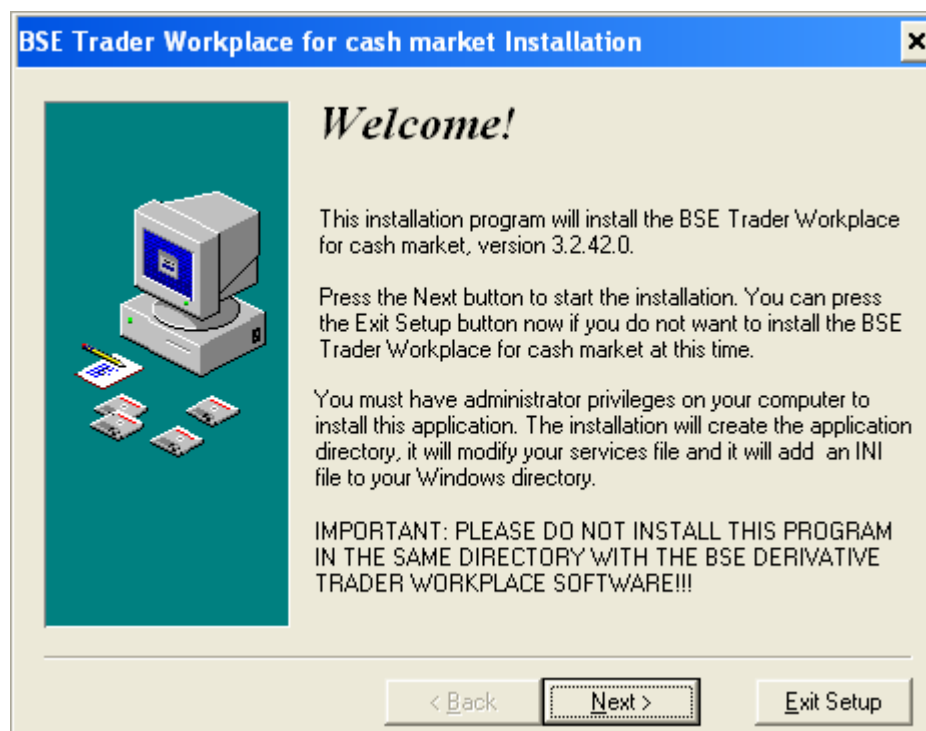 BSE Trader Workplace for cash market Installation
Welcome!
This installation program will install the BSE Trader Workplace
for cash market, version 3.2.42.0.
Press the Next button to start the installation. You can press
the Exit Setup button now if you do not want to install the BSE
Trader Workplace for cash market at this time.
You must have administrator privileges on your computer to
install this application. The installation will create the application
directory, it will modify your services file and it will add  an INI
file to your Windows directory.
IMPORTANT: PLEASE DO NOT INSTALL THIS PROGRAM
IN THE SAME DIRECTORY WITH THE BSE DERIVATIVE
TRADER WORKPLACE SOFTWARE!!!
< Back Next > Exit Setup